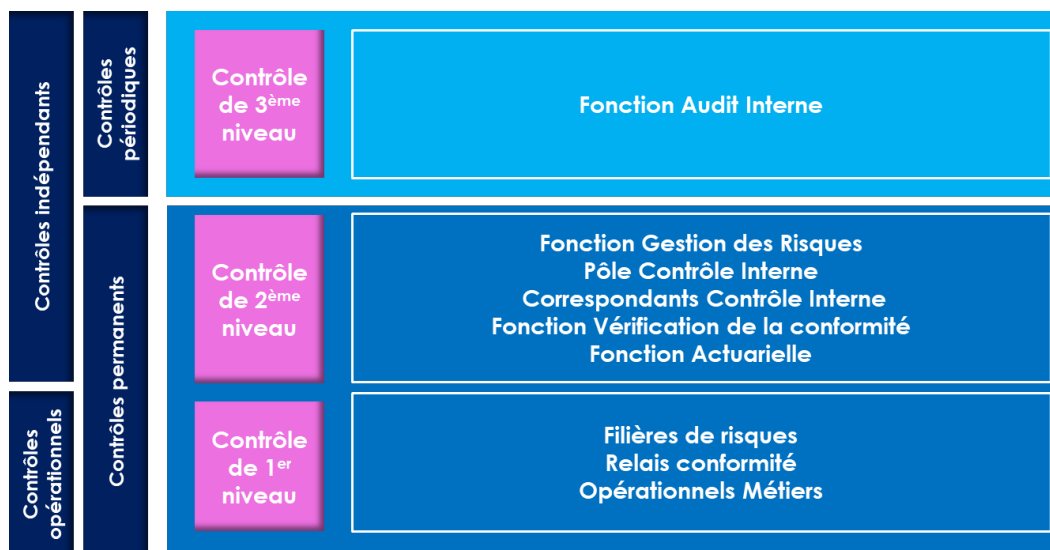 Contrôles indépendants
Contrôles
périodiques
Contrôle
de 3ème
niveau
Fonction Audit Interne
Contrôles permanents
Contrôle
de 2ème
niveau
Fonction Gestion des Risques
Pôle Contrôle Interne
Correspondants Contrôle Interne
Fonction Vérification de la conformité
Fonction Actuarielle
Contrôles
opérationnels
Contrôle
de 1er
niveau
Filières de risques
Relais conformité
Opérationnels Métiers